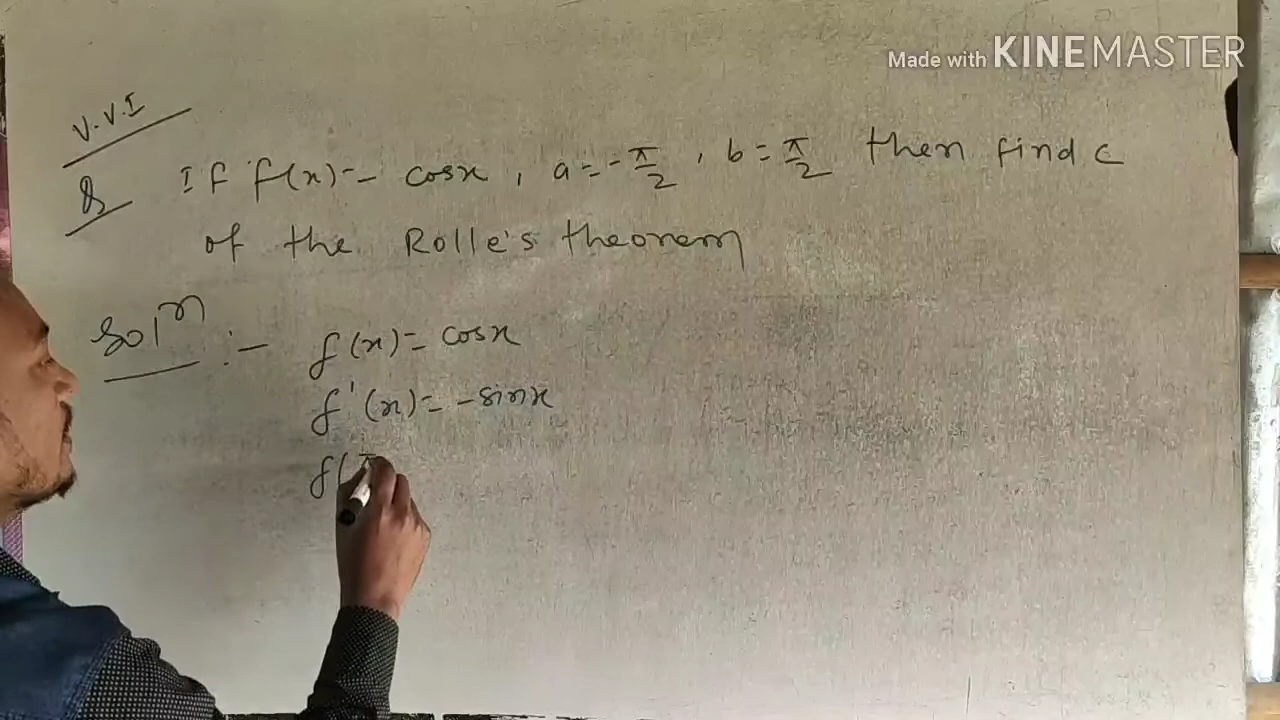 Made with KINEMASTER
V.V.I
Q If f(x) = cosx, a = -π/2, b = π/2 then find c
of the Rolle's theorem
Solⁿ :- f(x) = cosx
f'(x) = -sinx
f(π